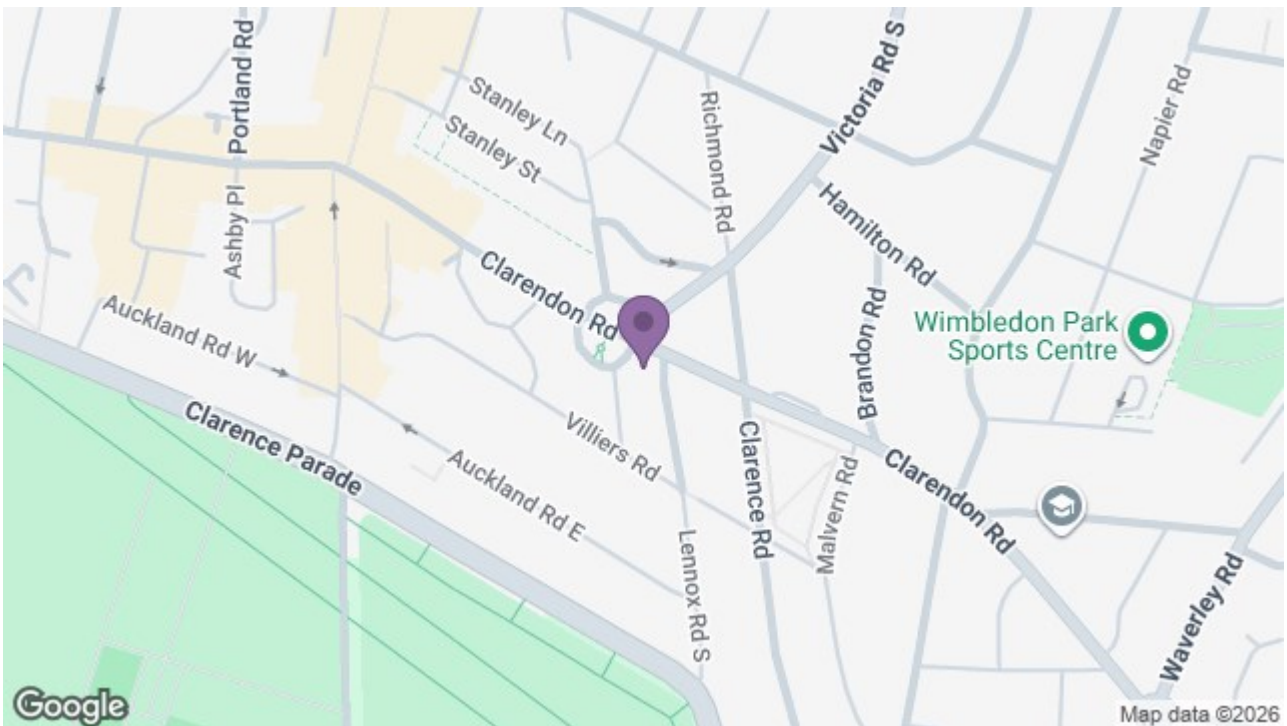 Portland Rd
Stanley Ln
Stanley St
Richmond Rd
Victoria Rd S
Napier Rd
Ashby Pl
Hamilton Rd
Clarendon Rd
Auckland Rd W
Brandon Rd
Wimbledon Park
Sports Centre
Clarence Parade
Villiers Rd
Auckland Rd E
Clarence Rd
Malvern Rd
Clarendon Rd
Lennox Rd S
Waverley Rd
Google
Map data ©2026